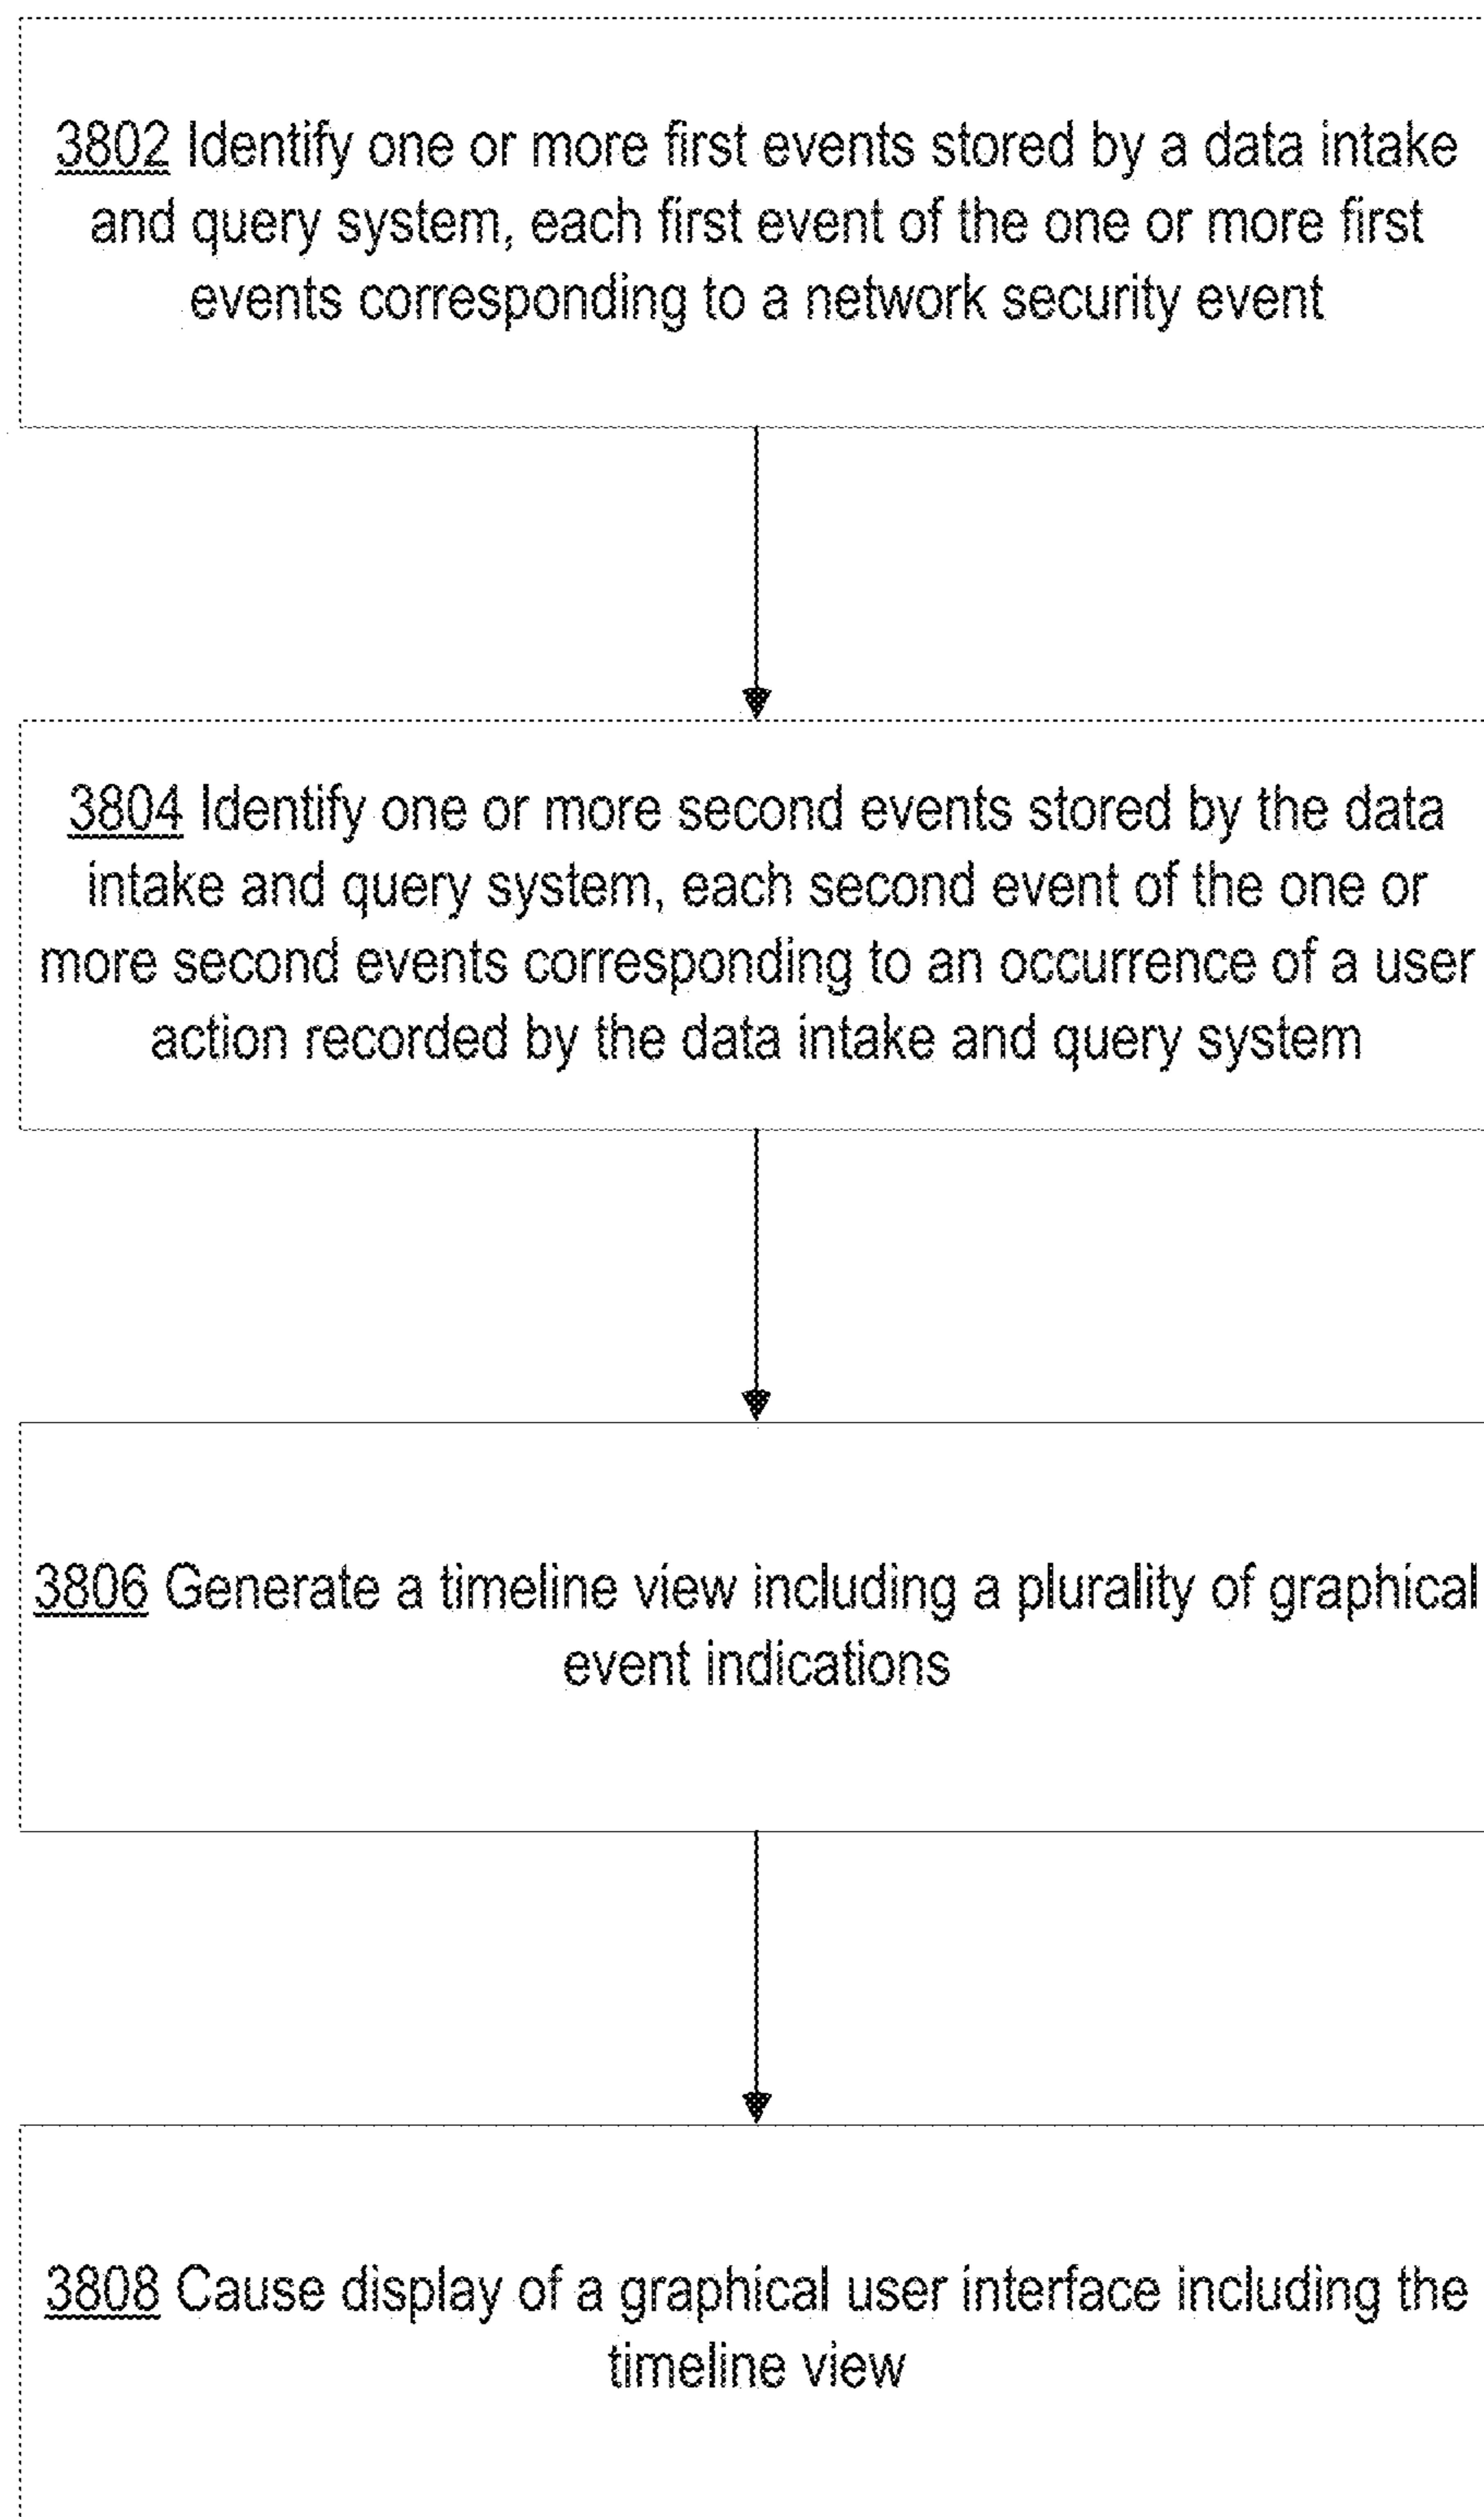 3802 Identify one or more first events stored by a data intake
and query system, each first event of the one or more first
events corresponding to a network security event
3804 Identify one or more second events stored by the data
intake and query system, each second event of the one or
more second events corresponding to an occurrence of a user
action recorded by the data intake and query system
3806 Generate a timeline view including a plurality of graphical
event indications
3808 Cause display of a graphical user interface including the
timeline view